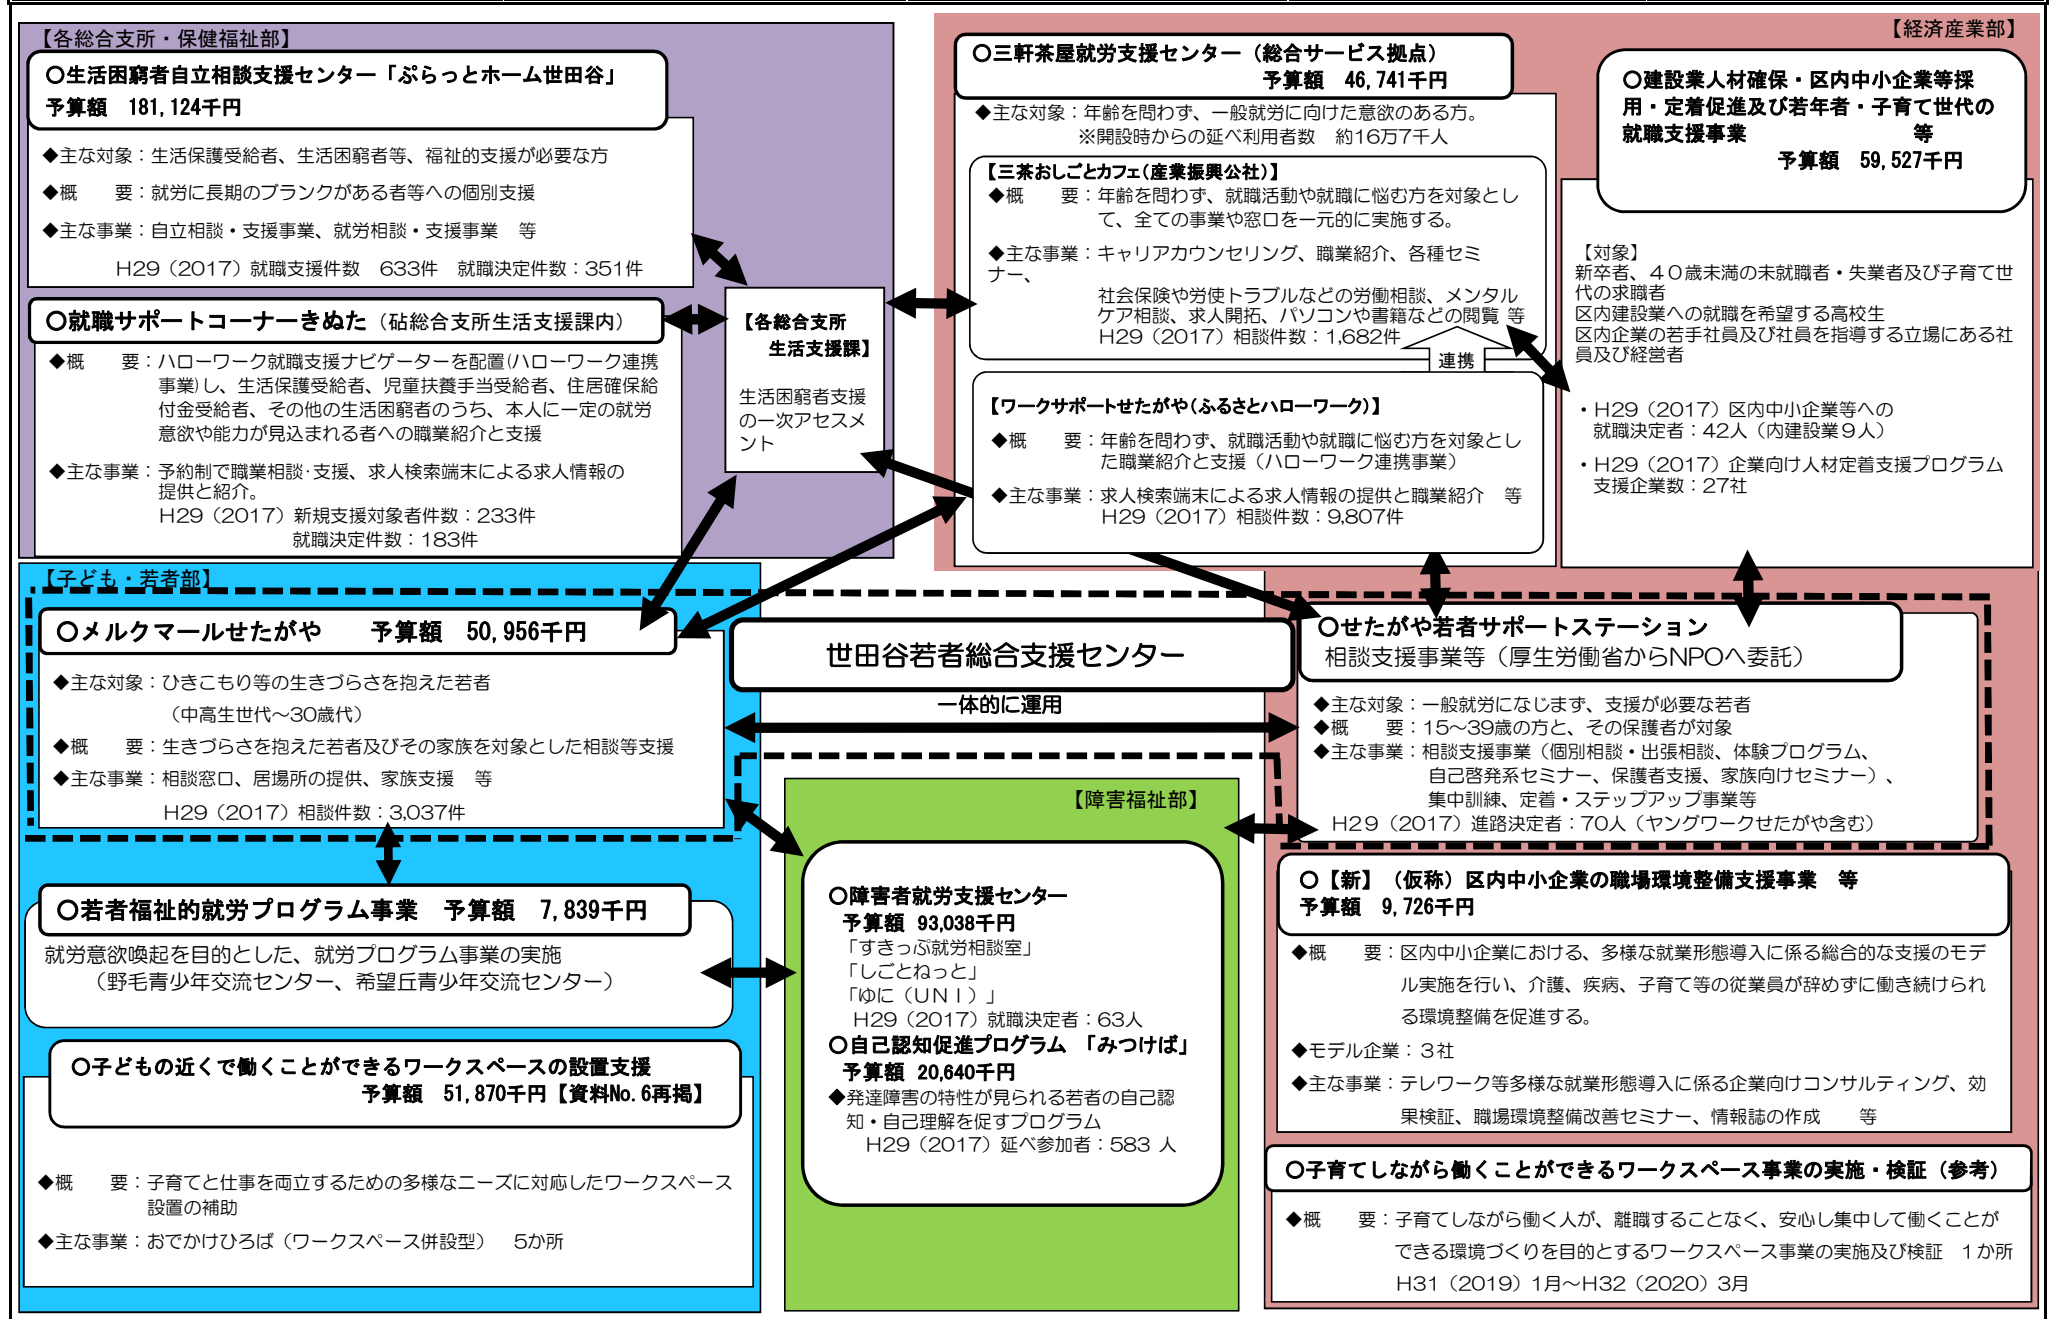 【各総合支所・保健福祉部】
〇生活困窮者自立相談支援センター「ぷらっとホーム世田谷」
予算額　181,124千円
◆主な対象：生活保護受給者、生活困窮者等、福祉的支援が必要な方
◆概　　要：就労に長期のブランクがある者等への個別支援
◆主な事業：自立相談・支援事業、就労相談・支援事業　等
H29（2017）就職支援件数　633件　就職決定件数：351件
〇就職サポートコーナーきぬた（砧総合支所生活支援課内）
◆概　　要：ハローワーク就職支援ナビゲーターを配置(ハローワーク連携
事業)し、生活保護受給者、児童扶養手当受給者、住居確保給
付金受給者、その他の生活困窮者のうち、本人に一定の就労
意欲や能力が見込まれる者への職業紹介と支援
◆主な事業：予約制で職業相談･支援、求人検索端末による求人情報の
提供と紹介。
H29（2017）新規支援対象者件数：233件
就職決定件数：183件
【各総合支所
生活支援課】
生活困窮者支援
の一次アセスメ
ント
【経済産業部】
〇三軒茶屋就労支援センター（総合サービス拠点）
予算額　46,741千円
◆主な対象：年齢を問わず、一般就労に向けた意欲のある方。
※開設時からの延べ利用者数　約16万7千人
【三茶おしごとカフェ(産業振興公社)】
◆概　　要：年齢を問わず、就職活動や就職に悩む方を対象とし
て、全ての事業や窓口を一元的に実施する。
◆主な事業：キャリアカウンセリング、職業紹介、各種セミ
ナー、
社会保険や労使トラブルなどの労働相談、メンタル
ケア相談、求人開拓、パソコンや書籍などの閲覧 等
H29（2017）相談件数：1,682件
連携
【ワークサポートせたがや(ふるさとハローワーク)】
◆概　　要：年齢を問わず、就職活動や就職に悩む方を対象とし
た職業紹介と支援（ハローワーク連携事業）
◆主な事業：求人検索端末による求人情報の提供と職業紹介　等
H29（2017）相談件数：9,807件
〇建設業人材確保・区内中小企業等採
用・定着促進及び若年者・子育て世代の
就職支援事業　　　　　　　　　等
予算額　59,527千円
【対象】
新卒者、４０歳未満の未就職者・失業者及び子育て世
代の求職者
区内建設業への就職を希望する高校生
区内企業の若手社員及び社員を指導する立場にある社
員及び経営者
・H29（2017）区内中小企業等への
就職決定者：42人（内建設業９人）
・H29（2017）企業向け人材定着支援プログラム
支援企業数：27社
【子ども・若者部】
〇メルクマールせたがや　　予算額　50,956千円
◆主な対象：ひきこもり等の生きづらさを抱えた若者
（中高生世代～30歳代）
◆概　　要：生きづらさを抱えた若者及びその家族を対象とした相談等支援
◆主な事業：相談窓口、居場所の提供、家族支援　等
H29（2017）相談件数：3,037件
世田谷若者総合支援センター
一体的に運用
〇せたがや若者サポートステーション
相談支援事業等（厚生労働省からNPOへ委託）
◆主な対象：一般就労になじまず、支援が必要な若者
◆概　　要：15～39歳の方と、その保護者が対象
◆主な事業：相談支援事業（個別相談・出張相談、体験プログラム、
自己啓発系セミナー、保護者支援、家族向けセミナー）、
集中訓練、定着・ステップアップ事業等
H29（2017）進路決定者：70人（ヤングワークせたがや含む）
〇若者福祉的就労プログラム事業　予算額　7,839千円
就労意欲喚起を目的とした、就労プログラム事業の実施
（野毛青少年交流センター、希望丘青少年交流センター）
〇子どもの近くで働くことができるワークスペースの設置支援
予算額　51,870千円【資料No.6再掲】
◆概　　要：子育てと仕事を両立するための多様なニーズに対応したワークスペース
設置の補助
◆主な事業：おでかけひろば（ワークスペース併設型）　5か所
【障害福祉部】
〇障害者就労支援センター
予算額 93,038千円
「すきっぷ就労相談室」
「しごとねっと」
「ゆに（ＵＮＩ）」
H29（2017）就職決定者：63人
〇自己認知促進プログラム　「みつけば」
予算額 20,640千円
◆発達障害の特性が見られる若者の自己認
知・自己理解を促すプログラム
H29（2017）延べ参加者：583 人
〇【新】（仮称）区内中小企業の職場環境整備支援事業　等
予算額　9,726千円
◆概　　要：区内中小企業における、多様な就業形態導入に係る総合的な支援のモデ
ル実施を行い、介護、疾病、子育て等の従業員が辞めずに働き続けられ
る環境整備を促進する。
◆モデル企業：３社
◆主な事業：テレワーク等多様な就業形態導入に係る企業向けコンサルティング、効
果検証、職場環境整備改善セミナー、情報誌の作成　　等
〇子育てしながら働くことができるワークスペース事業の実施・検証（参考）
◆概　　要：子育てしながら働く人が、離職することなく、安心し集中して働くことが
できる環境づくりを目的とするワークスペース事業の実施及び検証　１か所
H31（2019）1月～H32（2020）3月